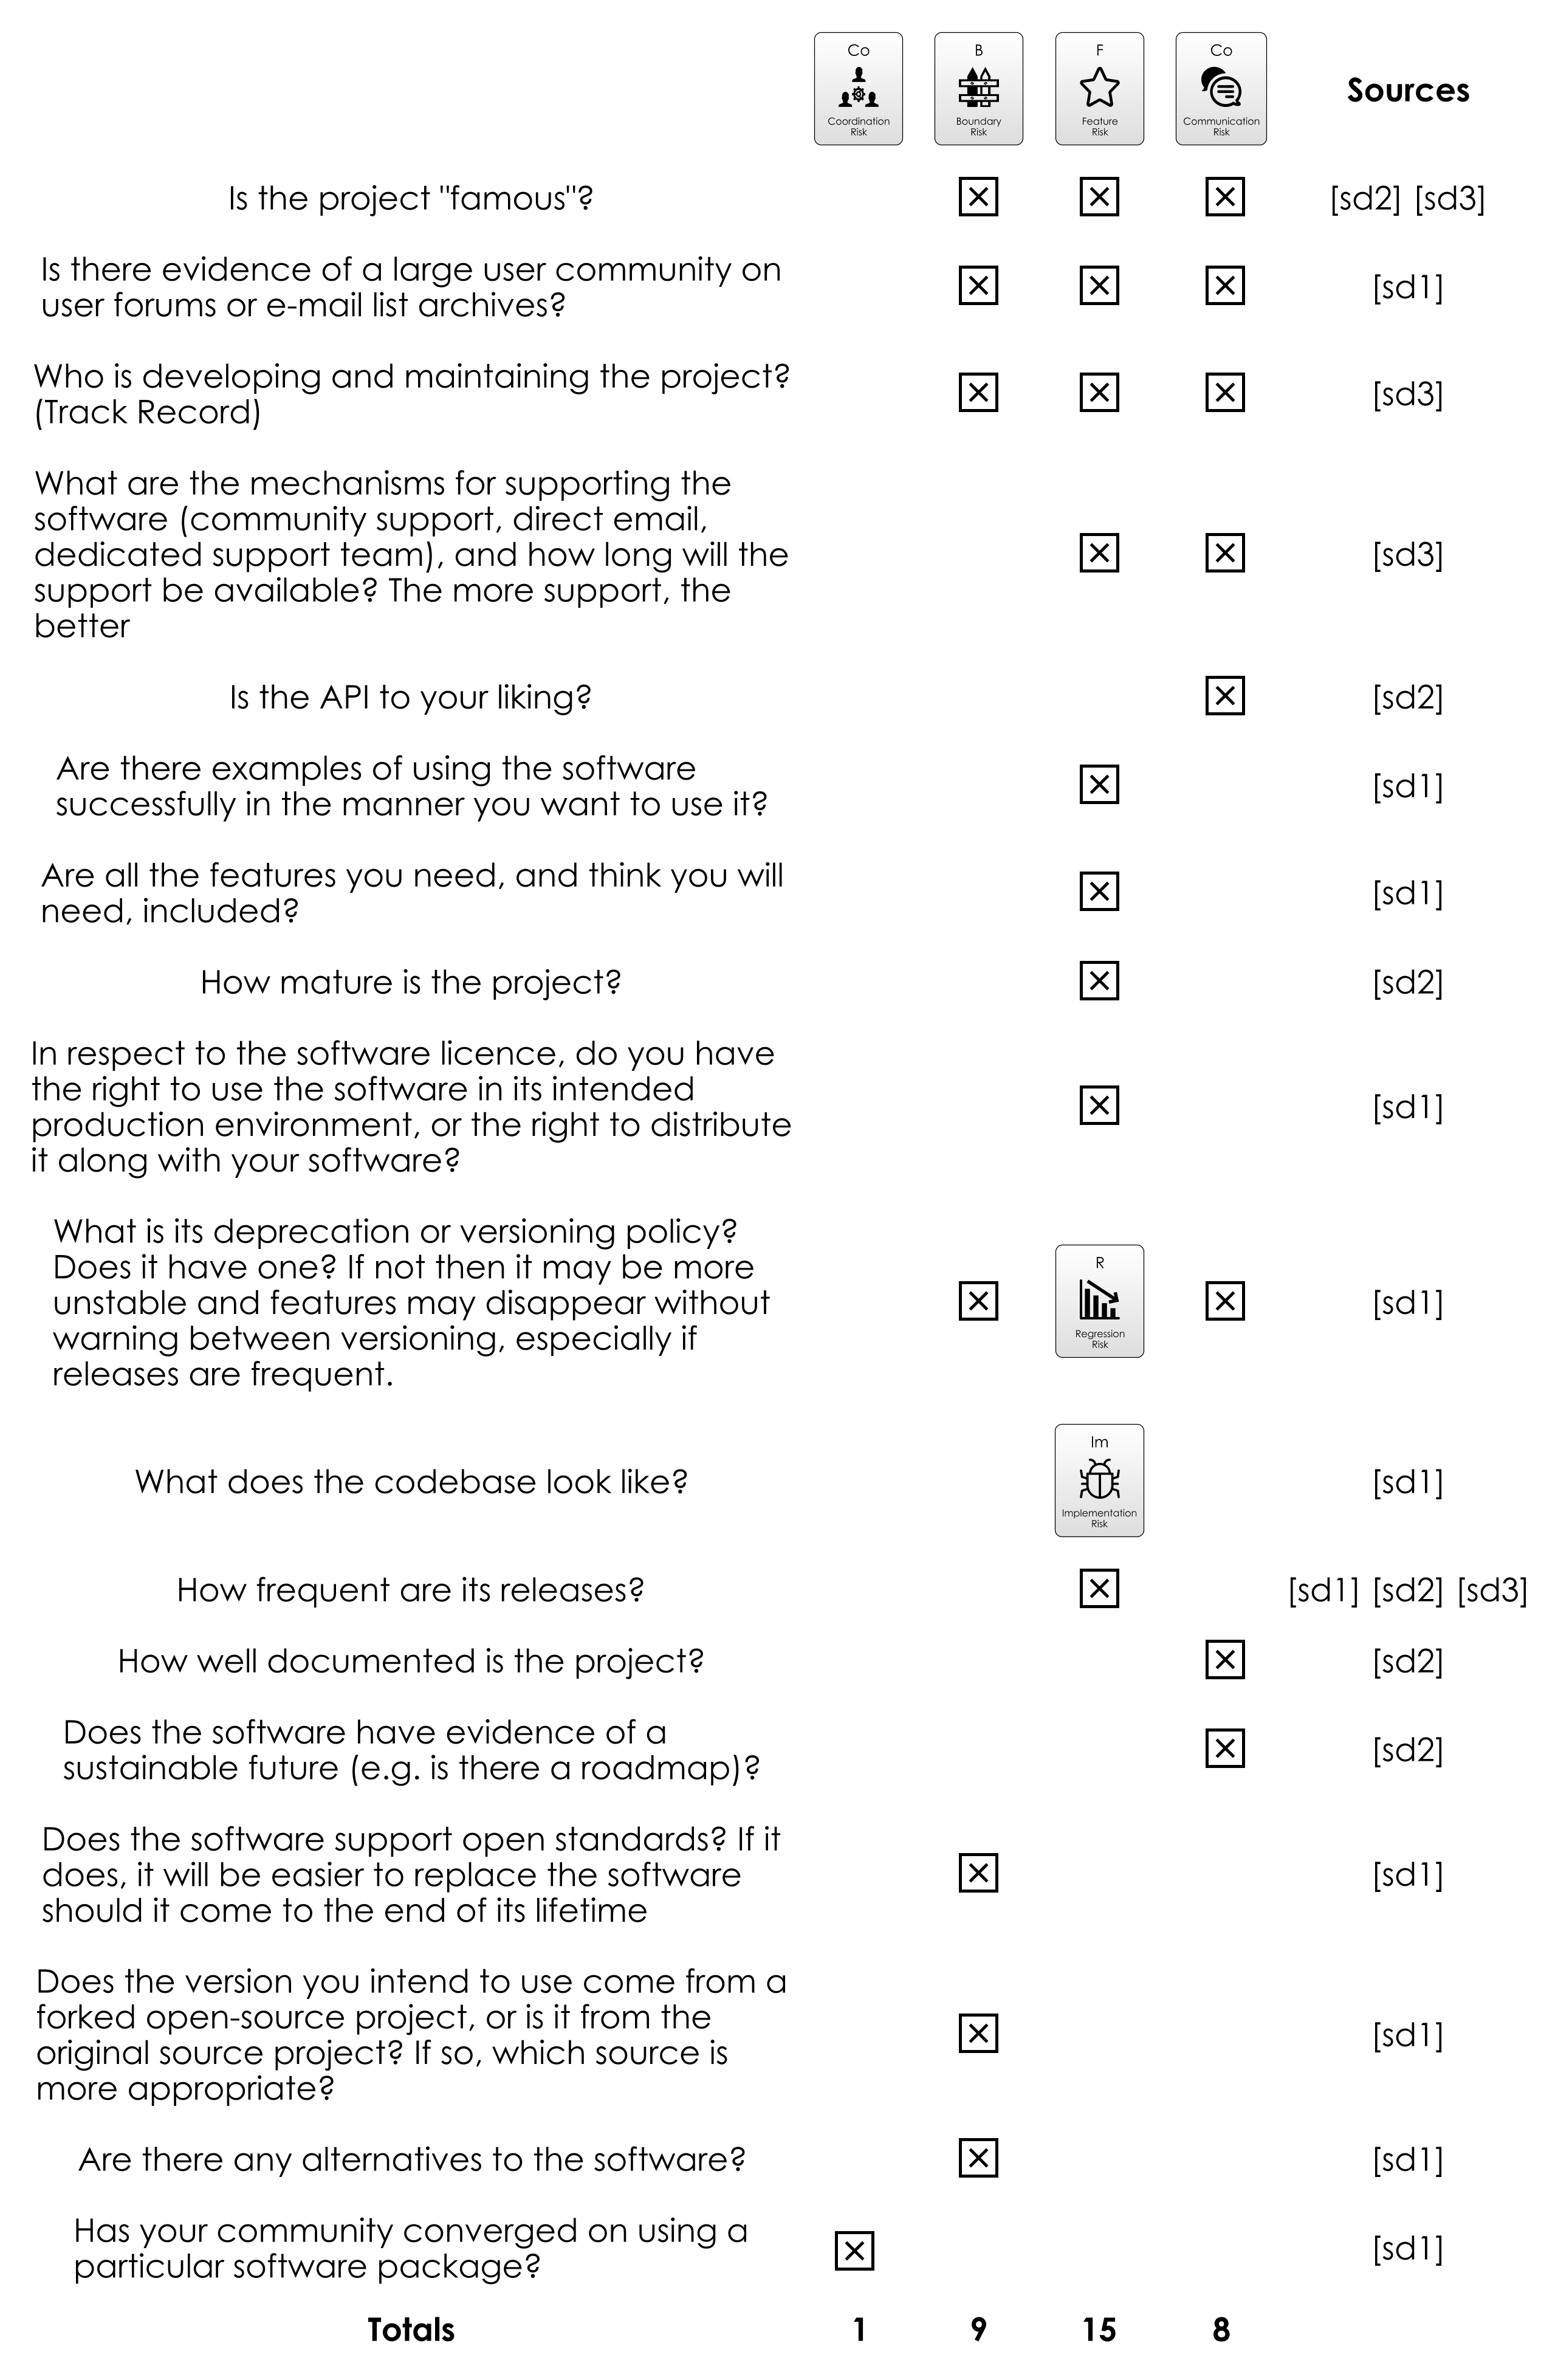 Co
Coordination
Risk
B
Boundary
Risk
F
Feature
Risk
Co
Communication
Risk
Sources
Is the project "famous"?
[sd2] [sd3]
Is there evidence of a large user community on
user forums or e-mail list archives?
[sd1]
Who is developing and maintaining the project?
(Track Record)
[sd3]
What are the mechanisms for supporting the
software (community support, direct email,
dedicated support team), and how long will the
support be available? The more support, the
better
[sd3]
Is the API to your liking?
[sd2]
Are there examples of using the software
successfully in the manner you want to use it?
[sd1]
Are all the features you need, and think you will
need, included?
[sd1]
How mature is the project?
[sd2]
In respect to the software licence, do you have
the right to use the software in its intended
production environment, or the right to distribute
it along with your software?
[sd1]
What is its deprecation or versioning policy?
Does it have one? If not then it may be more
unstable and features may disappear without
warning between versioning, especially if
releases are frequent.
R
Regression
Risk
[sd1]
What does the codebase look like?
Im
Implementation
Risk
[sd1]
How frequent are its releases?
[sd1] [sd2] [sd3]
How well documented is the project?
[sd2]
Does the software have evidence of a
sustainable future (e.g. is there a roadmap)?
[sd2]
Does the software support open standards? If it
does, it will be easier to replace the software
should it come to the end of its lifetime
[sd1]
Does the version you intend to use come from a
forked open-source project, or is it from the
original source project? If so, which source is
more appropriate?
[sd1]
Are there any alternatives to the software?
[sd1]
Has your community converged on using a
particular software package?
[sd1]
Totals 1 9 15 8